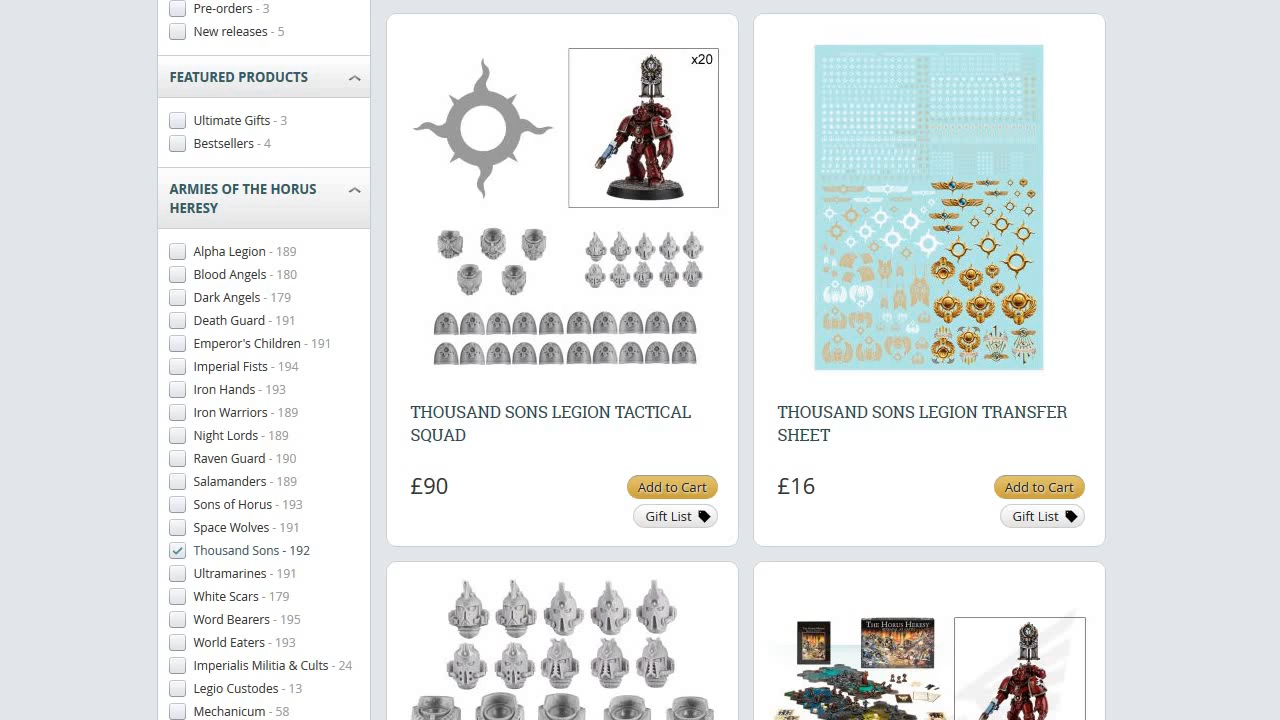 Pre-orders - 3
New releases - 5
FEATURED PRODUCTS
Ultimate Gifts - 3
Bestsellers - 4
ARMIES OF THE HORUS
HERESY
Alpha Legion - 189
Blood Angels - 180
Dark Angels - 179
Death Guard - 191
Emperor's Children - 191
Imperial Fists - 194
Iron Hands - 193
Iron Warriors - 189
Night Lords - 189
Raven Guard - 190
Salamanders - 189
Sons of Horus - 193
Space Wolves - 191
Thousand Sons - 192
Ultramarines - 191
White Scars - 179
Word Bearers - 195
World Eaters - 193
Imperialis Militia & Cults - 24
Legio Custodes - 13
Mechanicum - 58
x20
THOUSAND SONS LEGION TACTICAL
SQUAD
£90
Add to Cart
Gift List
THOUSAND SONS LEGION TRANSFER
SHEET
£16
Add to Cart
Gift List
THE HORUS HERESY